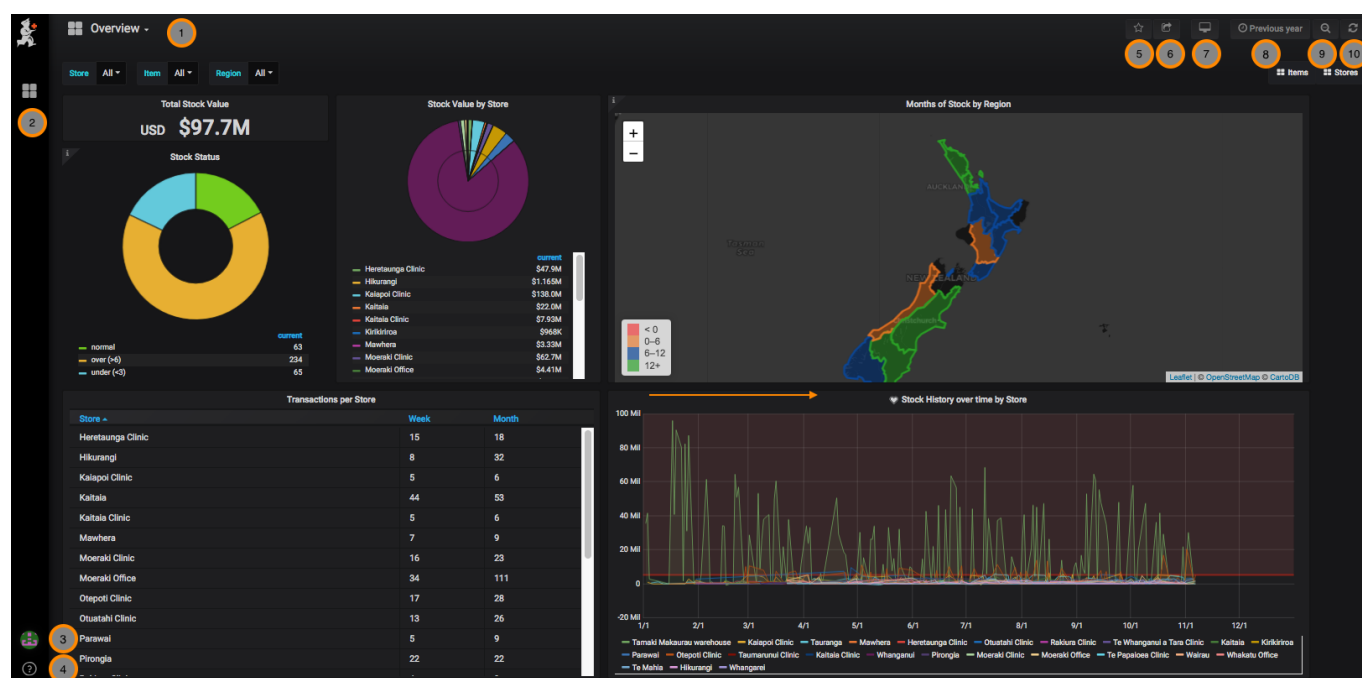 Overview
1
5
6
7
Previous year
8
9
10
Store All Item All Region All
Items Stores
2
Total Stock Value
USD $97.7M
Stock Status
current
normal 63
over (>6) 234
under (<3) 65
Stock Value by Store
current
Heretaunga Clinic $47.9M
Hikurangi $1.165M
Kaiapoi Clinic $138.0M
Kaitaia $22.0M
Kaitaia Clinic $7.93M
Kirikiriroa $968K
Mawhera $3.33M
Moeraki Clinic $62.7M
Moeraki Office $4.41M
Months of Stock by Region
+
−
AUCKLAND
Tasman
Sea
NEW ZEALAND
< 0
0–6
6–12
12+
Leaflet | © OpenStreetMap © CartoDB
Transactions per Store
Store Week Month
Heretaunga Clinic 15 18
Hikurangi 8 32
Kaiapoi Clinic 5 6
Kaitaia 44 53
Kaitaia Clinic 5 6
Mawhera 7 9
Moeraki Clinic 16 23
Moeraki Office 34 111
Otepoti Clinic 17 28
Otuatahi Clinic 13 26
Parawai 5 9
Pirongia 22 22
3
?
4
Stock History over time by Store
100 Mil
80 Mil
60 Mil
40 Mil
20 Mil
0
-20 Mil
1/1 2/1 3/1 4/1 5/1 6/1 7/1 8/1 9/1 10/1 11/1 12/1
Tamaki Makaurau warehouse Kaiapoi Clinic Tauranga Mawhera Heretaunga Clinic Otuatahi Clinic Rakiura Clinic Te Whanganui a Tara Clinic Kaitaia Kirikiriroa
Parawai Otepoti Clinic Taumarunui Clinic Kaitaia Clinic Whanganui Pirongia Moeraki Clinic Moeraki Office Te Papaioea Clinic Wairau Whakatu Office
Te Mahia Hikurangi Whangarei